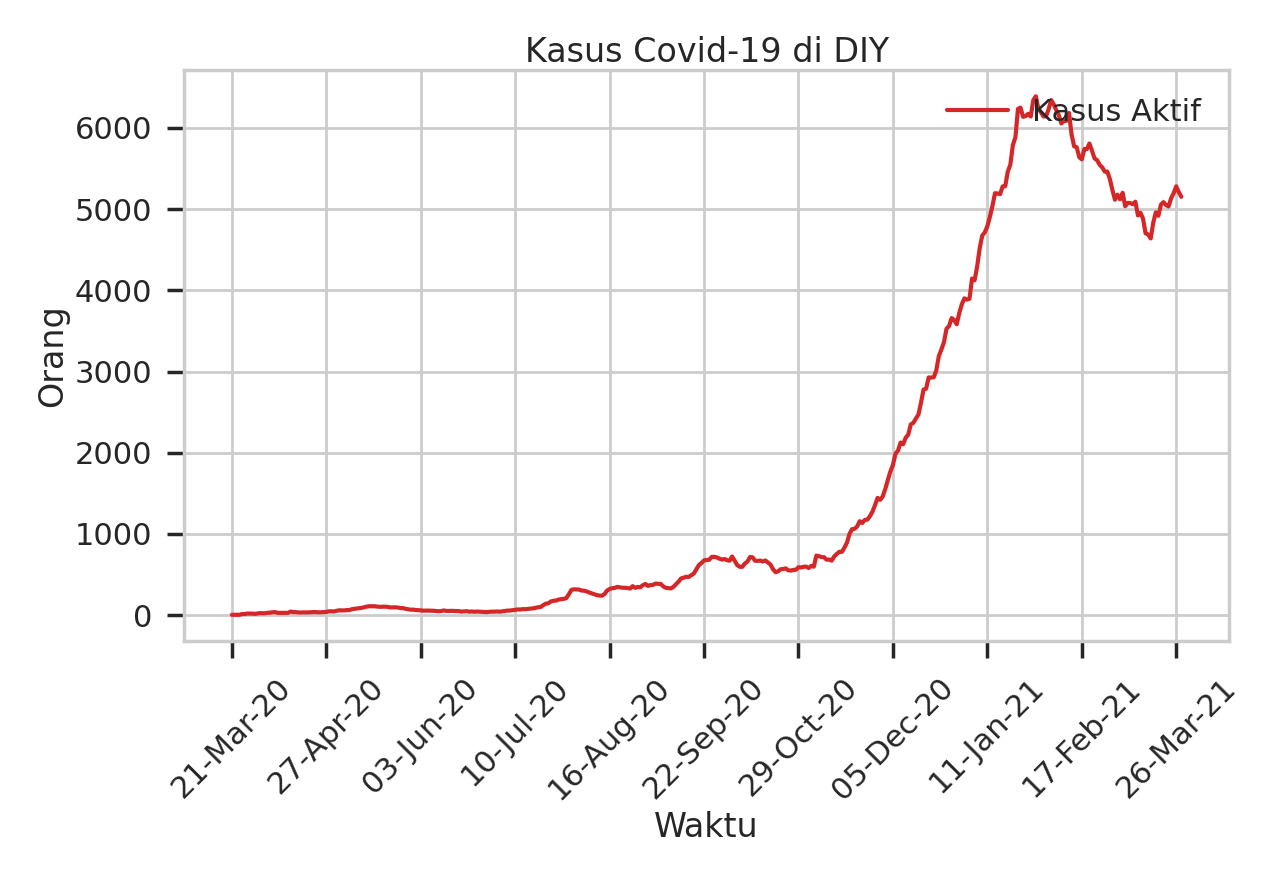 Kasus Covid-19 di DIY
Kasus Aktif
6000
5000
4000
3000
2000
1000
0
Orang
21-Mar-20
27-Apr-20
03-Jun-20
10-Jul-20
16-Aug-20
22-Sep-20
29-Oct-20
05-Dec-20
11-Jan-21
17-Feb-21
26-Mar-21
Waktu